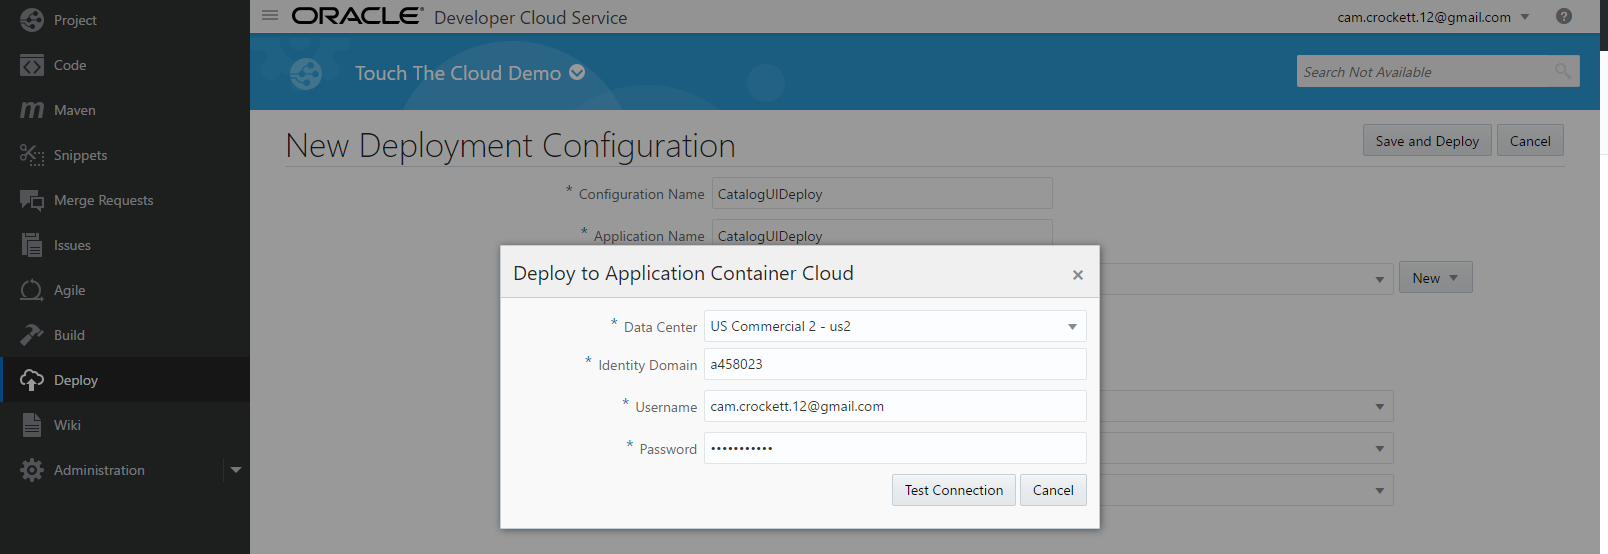 Project
Code
Maven
Snippets
Merge Requests
Issues
Agile
Build
Deploy
Wiki
Administration
ORACLE® Developer Cloud Service
cam.crockett.12@gmail.com
Touch The Cloud Demo
Search Not Available
New Deployment Configuration
Save and Deploy Cancel
* Configuration Name CatalogUIDeploy
* Application Name CatalogUIDeploy
New
Deploy to Application Container Cloud
* Data Center US Commercial 2 - us2
* Identity Domain a458023
* Username cam.crockett.12@gmail.com
* Password •••••••••••
Test Connection Cancel